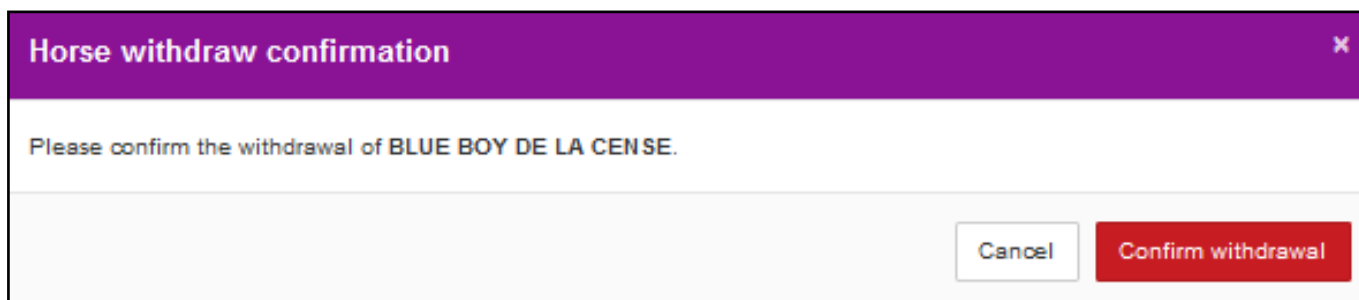 Horse withdraw confirmation ×
Please confirm the withdrawal of BLUE BOY DE LA CENSE.
Cancel Confirm withdrawal